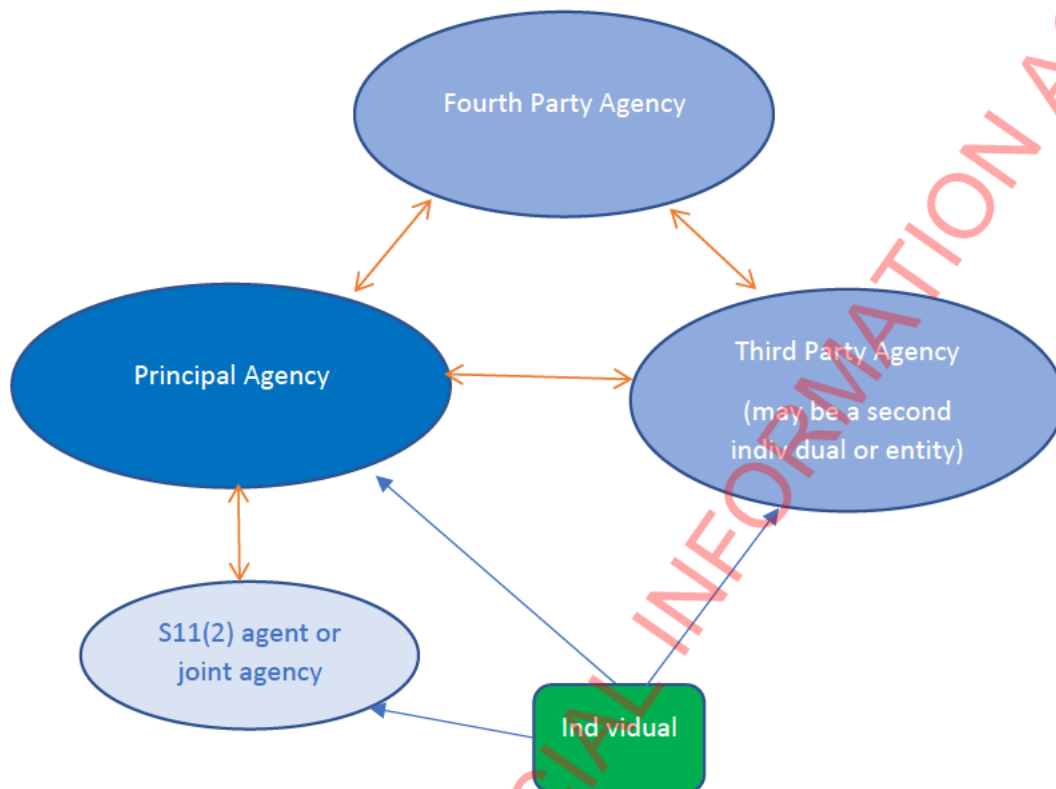 Fourth Party Agency
Principal Agency
Third Party Agency
(may be a second
indiv dual or entity)
S11(2) agent or
joint agency
Ind vidual
INFORMATION